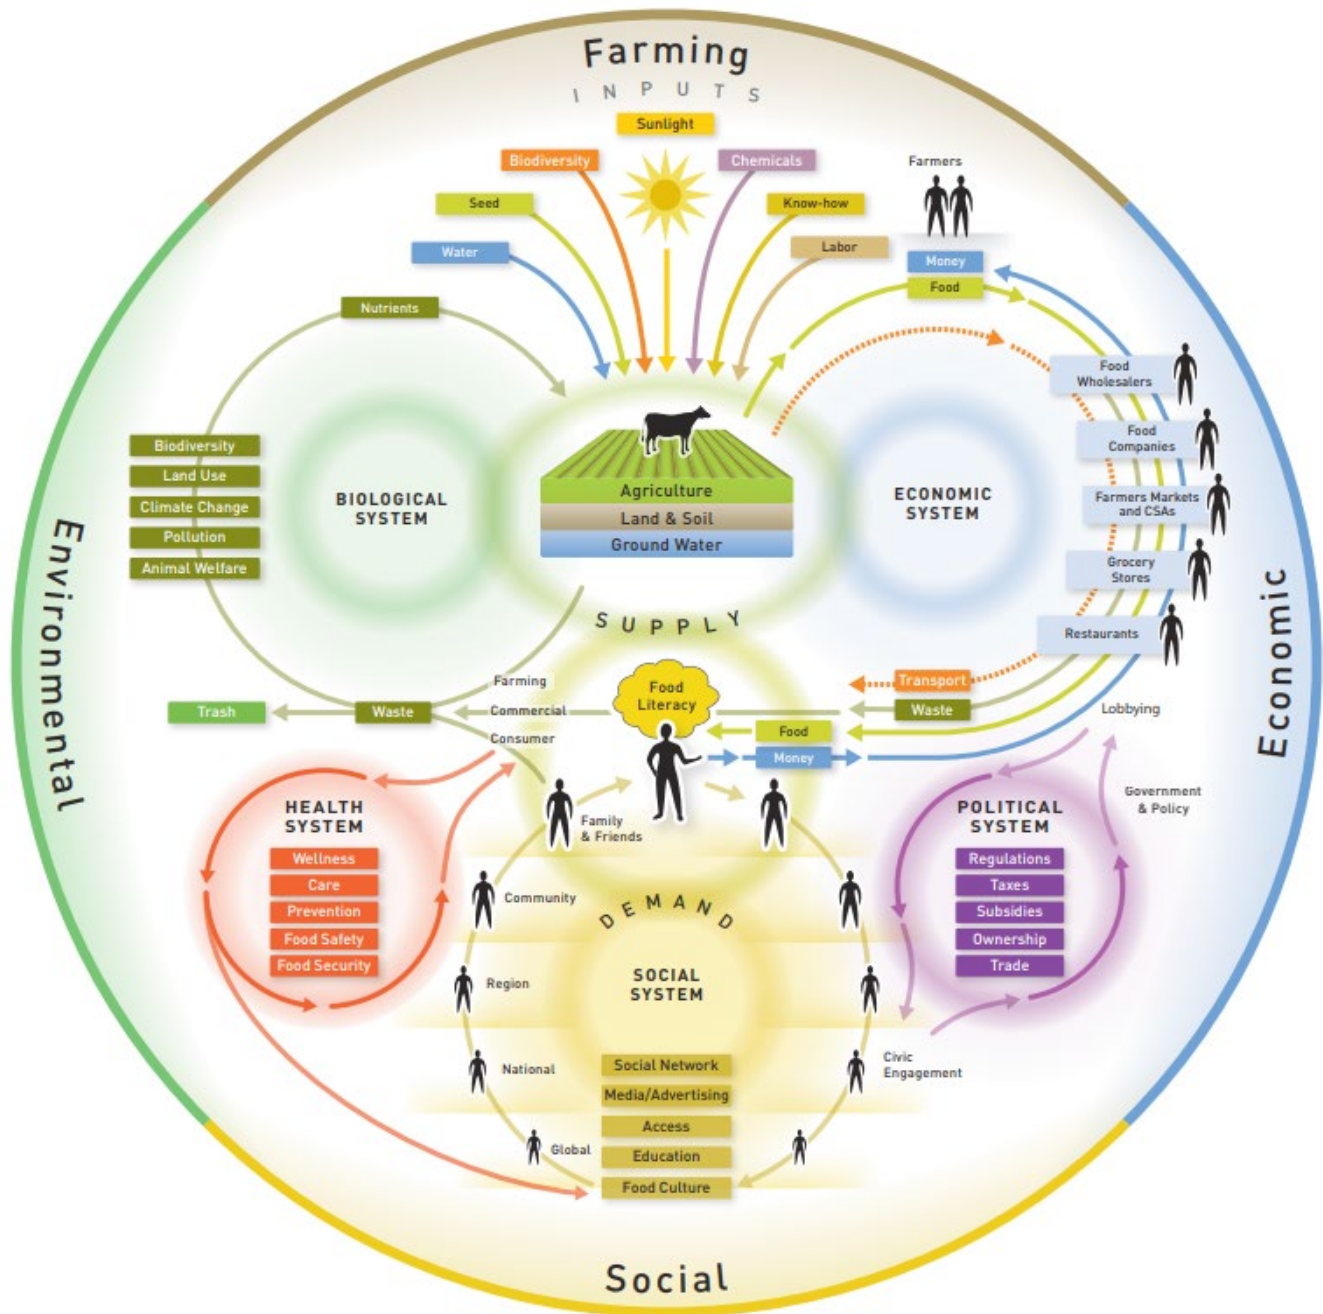 Farming
INPUTS
Sunlight
Biodiversity
Chemicals
Seed
Know-how
Water
Labor
Farmers
Money
Food
Nutrients
Food
Wholesalers
Food
Companies
Farmers Markets
and CSAs
Grocery
Stores
Restaurants
Biodiversity
Land Use
Climate Change
Pollution
Animal Welfare
BIOLOGICAL
SYSTEM
Agriculture
Land & Soil
Ground Water
ECONOMIC
SYSTEM
SUPPLY
Environmental
Economic
Farming
Commercial
Consumer
Food
Literacy
Transport
Waste
Food
Money
Trash
Waste
Lobbying
Government
& Policy
HEALTH
SYSTEM
Wellness
Care
Prevention
Food Safety
Food Security
Family
& Friends
Community
Region
National
Global
DEMAND
SOCIAL
SYSTEM
Social Network
Media/Advertising
Access
Education
Food Culture
POLITICAL
SYSTEM
Regulations
Taxes
Subsidies
Ownership
Trade
Civic
Engagement
Social